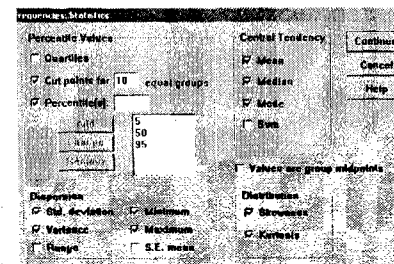 Frequencies: Statistics
Percentile Values
Quartiles
Cut points for 10 equal groups
Percentile(s)
5
50
95
Central Tendency
Mean
Median
Mode
Sum
Continue
Cancel
Help
Values are group midpoints
Dispersion
Std. deviation
Minimum
Variance
Maximum
Range
S.E. mean
Distribution
Skewness
Kurtosis